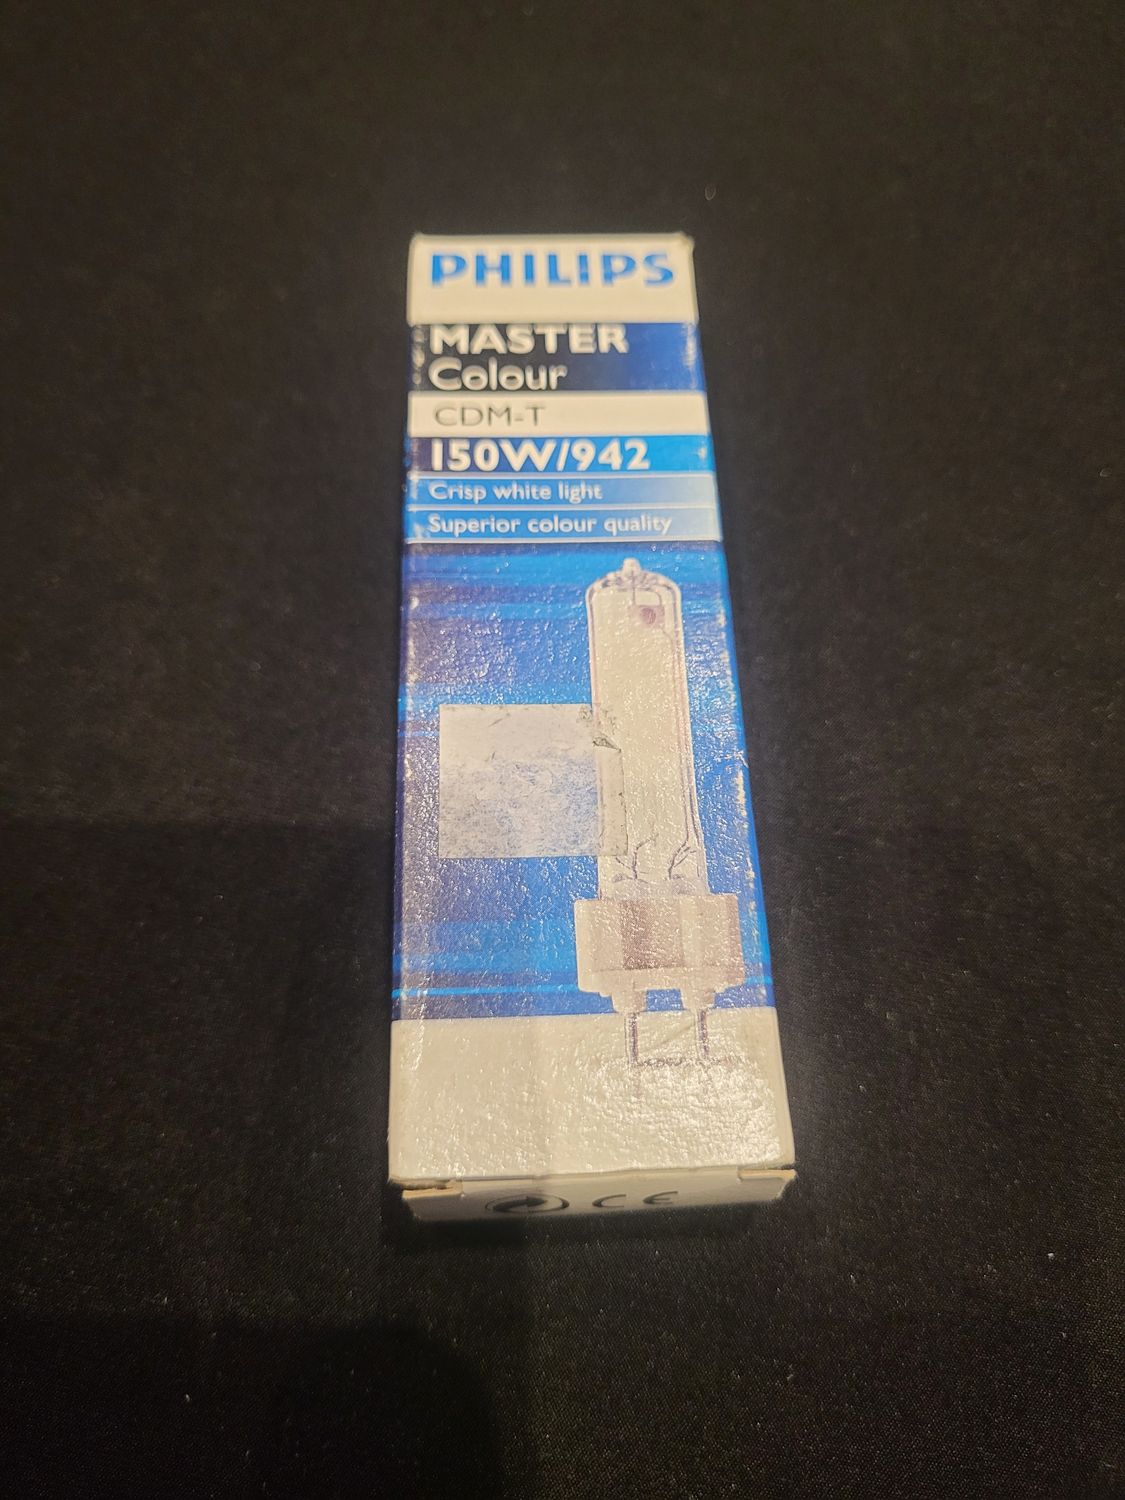 PHILIPS
MASTER
Colour
CDM-T
150W/942
Crisp white light
Superior colour quality
CE